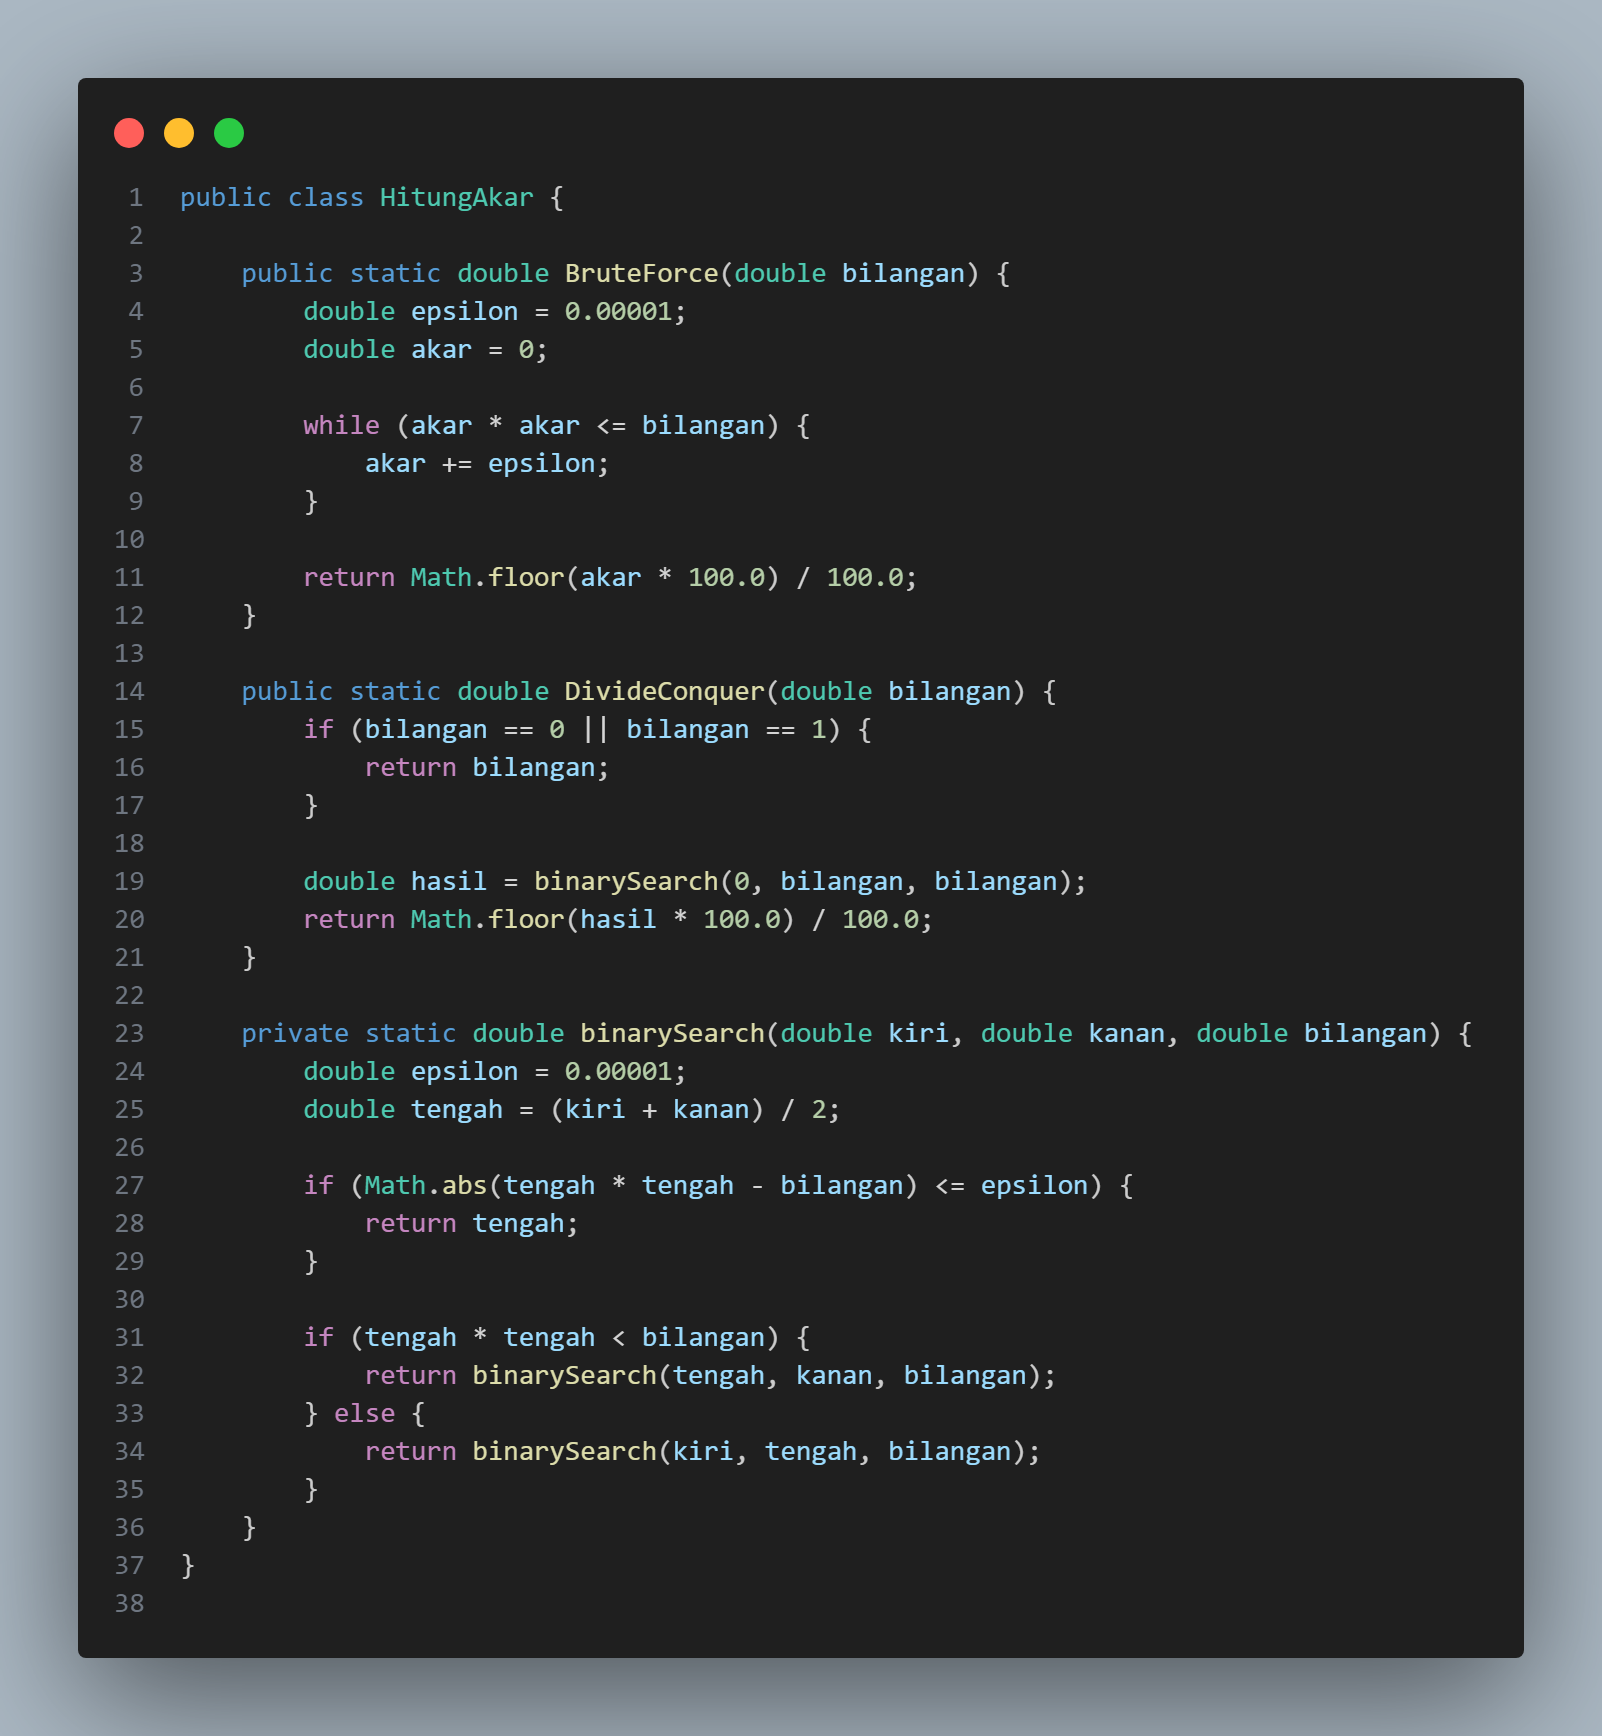 1 public class HitungAkar {
2
3     public static double BruteForce(double bilangan) {
4         double epsilon = 0.00001;
5         double akar = 0;
6
7         while (akar * akar <= bilangan) {
8             akar += epsilon;
9         }
10
11         return Math.floor(akar * 100.0) / 100.0;
12     }
13
14     public static double DivideConquer(double bilangan) {
15         if (bilangan == 0 || bilangan == 1) {
16             return bilangan;
17         }
18
19         double hasil = binarySearch(0, bilangan, bilangan);
20         return Math.floor(hasil * 100.0) / 100.0;
21     }
22
23     private static double binarySearch(double kiri, double kanan, double bilangan) {
24         double epsilon = 0.00001;
25         double tengah = (kiri + kanan) / 2;
26
27         if (Math.abs(tengah * tengah - bilangan) <= epsilon) {
28             return tengah;
29         }
30
31         if (tengah * tengah < bilangan) {
32             return binarySearch(tengah, kanan, bilangan);
33         } else {
34             return binarySearch(kiri, tengah, bilangan);
35         }
36     }
37 }
38